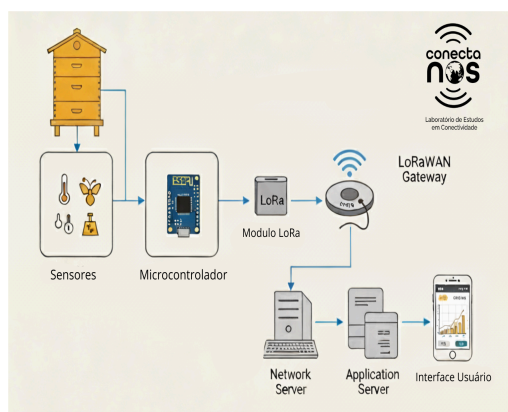 conecta
nós
Laboratório de Estudos
em Conectividade
LoRaWAN
Gateway
LoRa
Modulo LoRa
Sensores
Microcontrolador
Network
Server
Application
Server
Interface Usuário